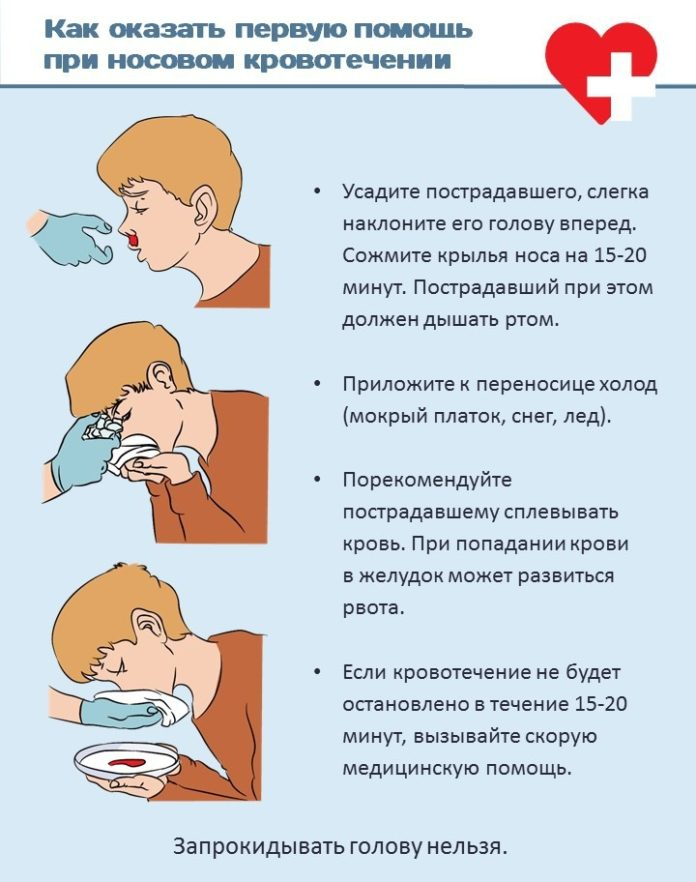 Как оказать первую помощь
при носовом кровотечении
• Усадите пострадавшего, слегка
наклоните его голову вперед.
Сожмите крылья носа на 15-20
минут. Пострадавший при этом
должен дышать ртом.
• Приложите к переносице холод
(мокрый платок, снег, лед).
• Порекомендуйте
пострадавшему сплевывать
кровь. При попадании крови
в желудок может развиться
рвота.
• Если кровотечение не будет
остановлено в течение 15-20
минут, вызывайте скорую
медицинскую помощь.
Запрокидывать голову нельзя.